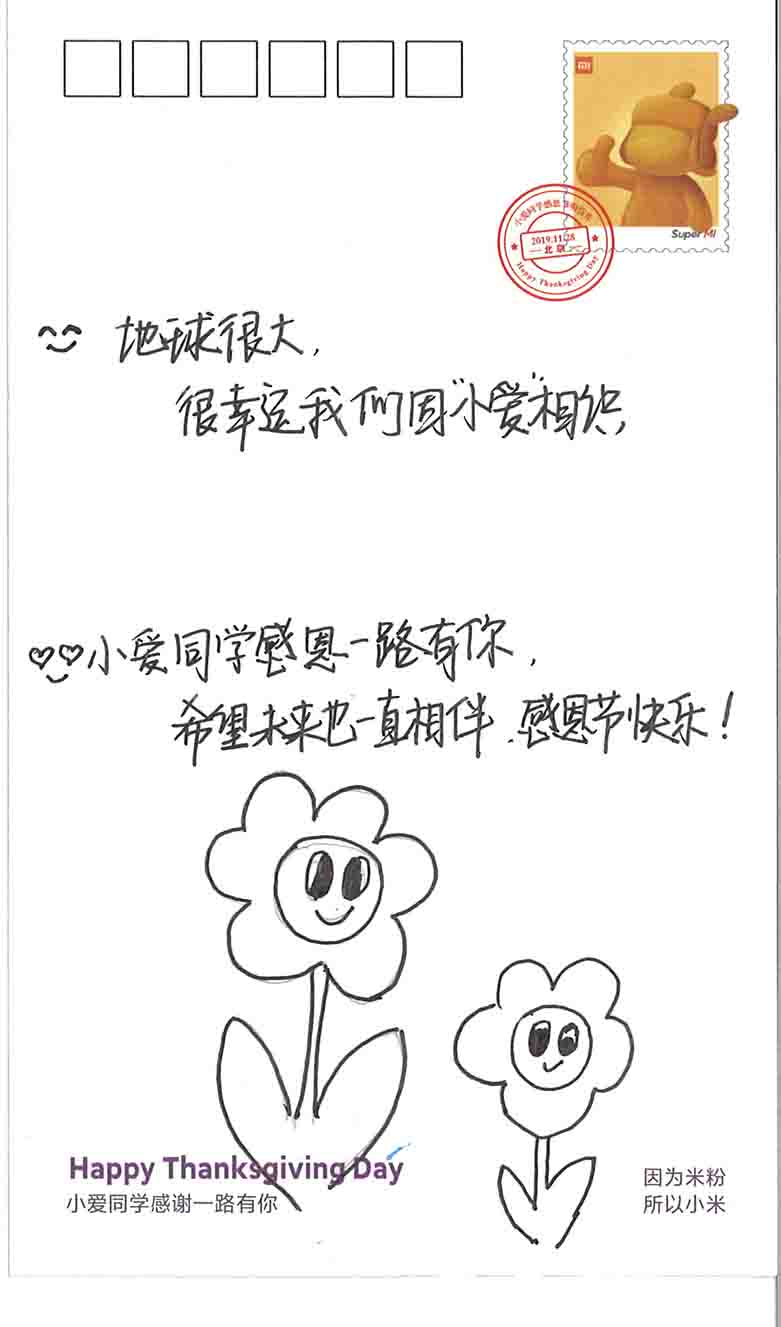 MI
Super MI
小爱同学感恩节明信片
2019.11.28
北京
Happy Thanksgiving Day
地球很大，
很幸运我们因“小爱”相识，
小爱同学感恩一路有你，
希望未来也一直相伴.感恩节快乐！
Happy Thanksgiving Day
小爱同学感谢一路有你
因为米粉
所以小米